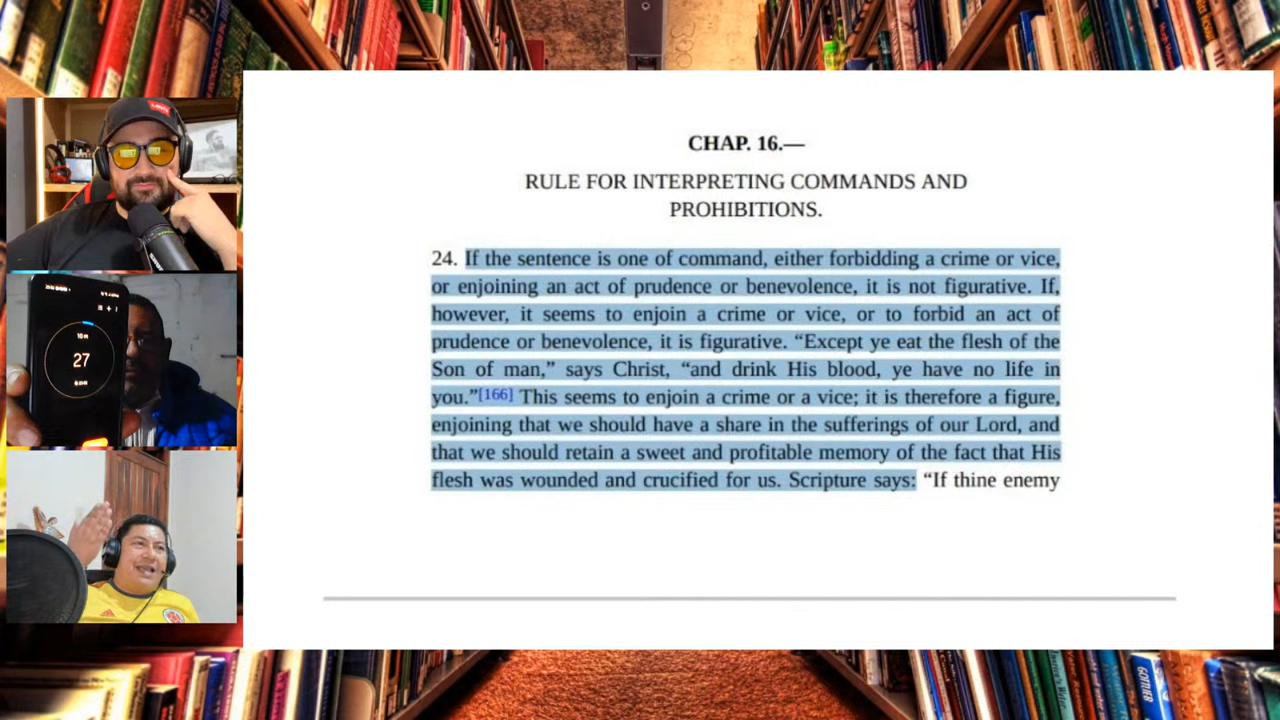 CHAP. 16.—
RULE FOR INTERPRETING COMMANDS AND
PROHIBITIONS.
24. If the sentence is one of command, either forbidding a crime or vice,
or enjoining an act of prudence or benevolence, it is not figurative. If,
however, it seems to enjoin a crime or vice, or to forbid an act of
prudence or benevolence, it is figurative. “Except ye eat the flesh of the
Son of man,” says Christ, “and drink His blood, ye have no life in
you.”[166] This seems to enjoin a crime or a vice; it is therefore a figure,
enjoining that we should have a share in the sufferings of our Lord, and
that we should retain a sweet and profitable memory of the fact that His
flesh was wounded and crucified for us. Scripture says: “If thine enemy
27
GOTTLIEB